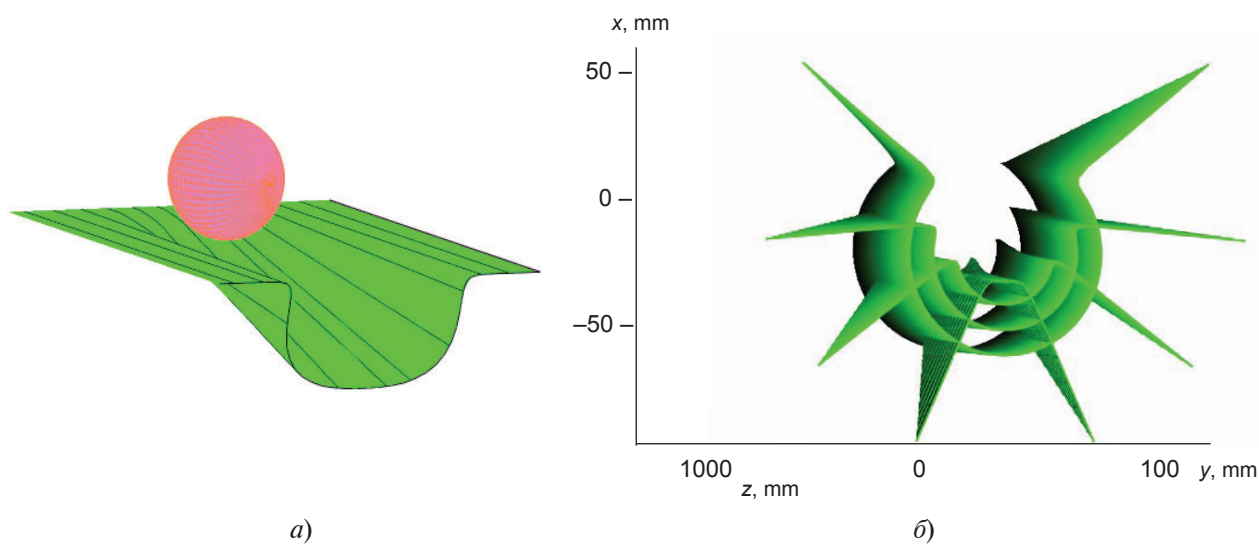 x, mm
50 –
0 –
–50 –
1000 0 100 y, mm
z, mm
а) б)